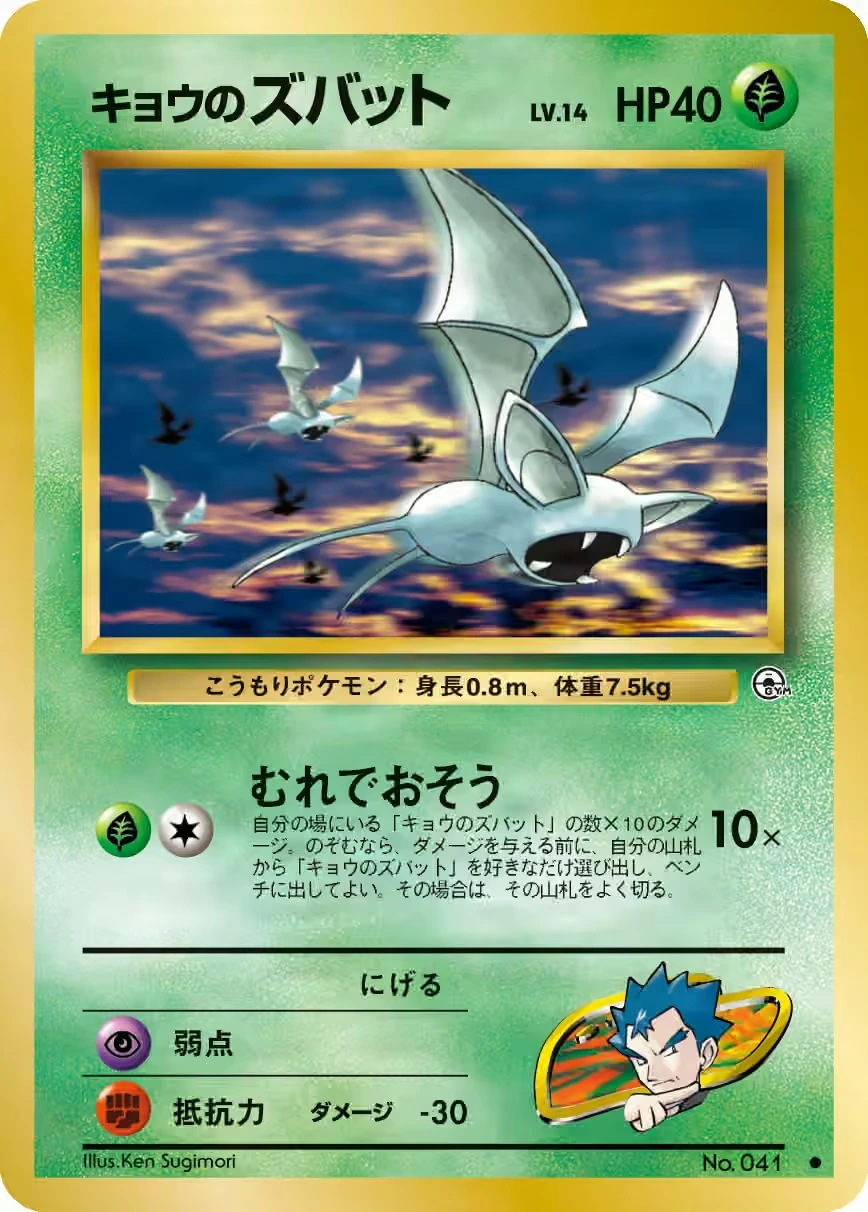 キョウのズバット LV.14 HP40
こうもりポケモン：身長0.8m、体重7.5kg
GYM
むれでおそう
自分の場にいる「キョウのズバット」の数×10のダメ
ージ。のぞむなら、ダメージを与える前に、自分の山札
から「キョウのズバット」を好きなだけ選び出し、ベン
チに出してよい。その場合は、その山札をよく切る。
10×
にげる
弱点
抵抗力 ダメージ -30
Illus.Ken Sugimori No.041